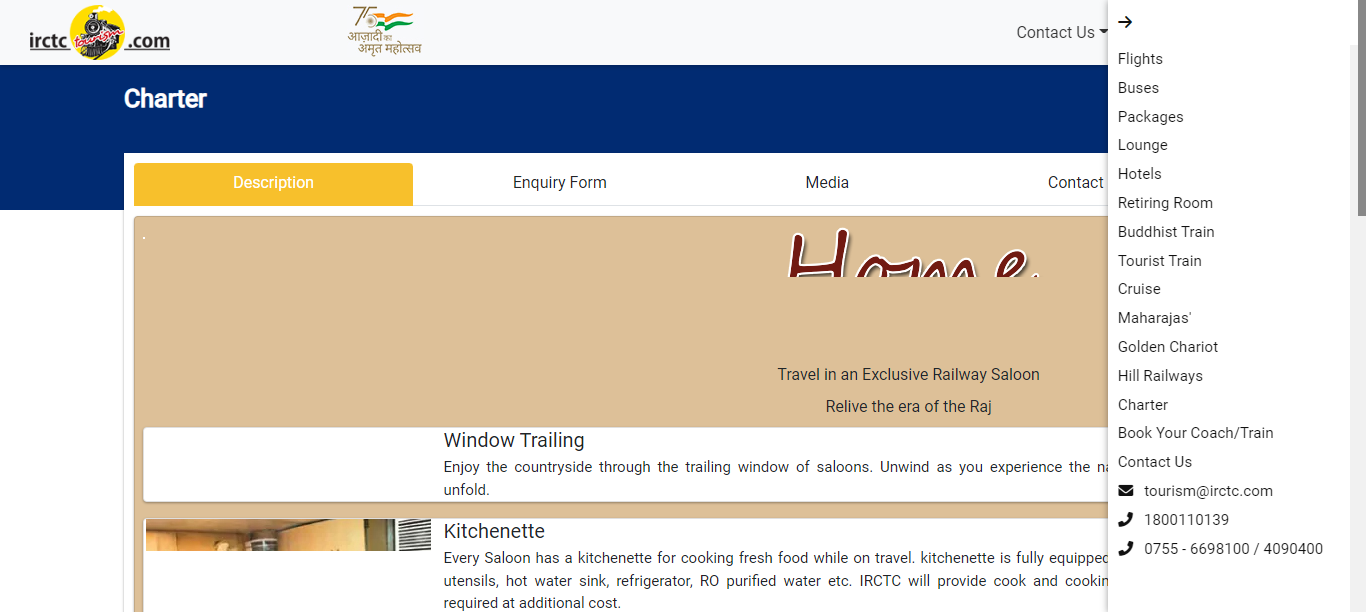 irctc tourism .com
75
आज़ादी का
अमृत महोत्सव
Contact Us
Charter
Description
Enquiry Form
Media
Contact
Home
Travel in an Exclusive Railway Saloon
Relive the era of the Raj
Window Trailing
Enjoy the countryside through the trailing window of saloons. Unwind as you experience the
unfold.
Kitchenette
Every Saloon has a kitchenette for cooking fresh food while on travel. kitchenette is fully equipped
utensils, hot water sink, refrigerator, RO purified water etc. IRCTC will provide cook and
required at additional cost.
Flights
Buses
Packages
Lounge
Hotels
Retiring Room
Buddhist Train
Tourist Train
Cruise
Maharajas'
Golden Chariot
Hill Railways
Charter
Book Your Coach/Train
Contact Us
tourism@irctc.com
1800110139
0755 - 6698100 / 4090400